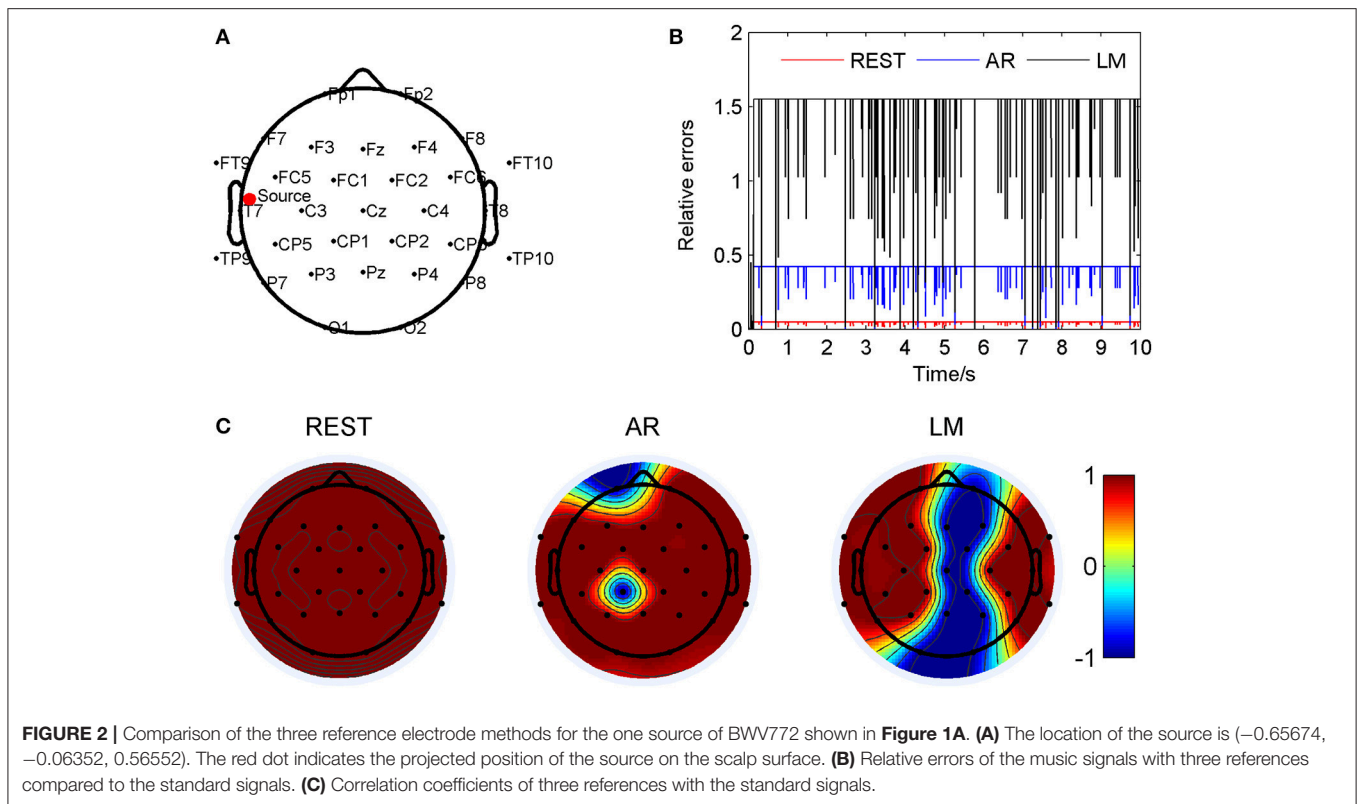 A
Fp1 Fp2
F7 F3 Fz F4 F8
FT9 FT10
FC5 FC1 FC2 FC6
Source
T7 C3 Cz C4 T8
CP5 CP1 CP2 CP6
TP9 TP10
P7 P3 Pz P4 P8
O1 O2
B
2
1.5
1
0.5
0
Relative errors
REST AR LM
0 1 2 3 4 5 6 7 8 9 10
Time/s
C
REST AR LM
1
0
-1
FIGURE 2 | Comparison of the three reference electrode methods for the one source of BWV772 shown in Figure 1A. (A) The location of the source is (−0.65674,
−0.06352, 0.56552). The red dot indicates the projected position of the source on the scalp surface. (B) Relative errors of the music signals with three references
compared to the standard signals. (C) Correlation coefficients of three references with the standard signals.